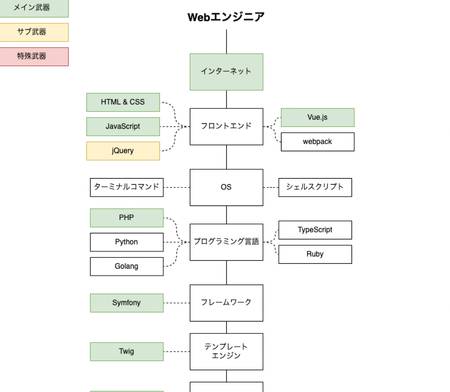 メイン武器
サブ武器
特殊武器
Webエンジニア
インターネット
HTML & CSS
JavaScript
jQuery
フロントエンド
Vue.js
webpack
ターミナルコマンド
OS
シェルスクリプト
PHP
Python
Golang
プログラミング言語
TypeScript
Ruby
Symfony
フレームワーク
Twig
テンプレート
エンジン